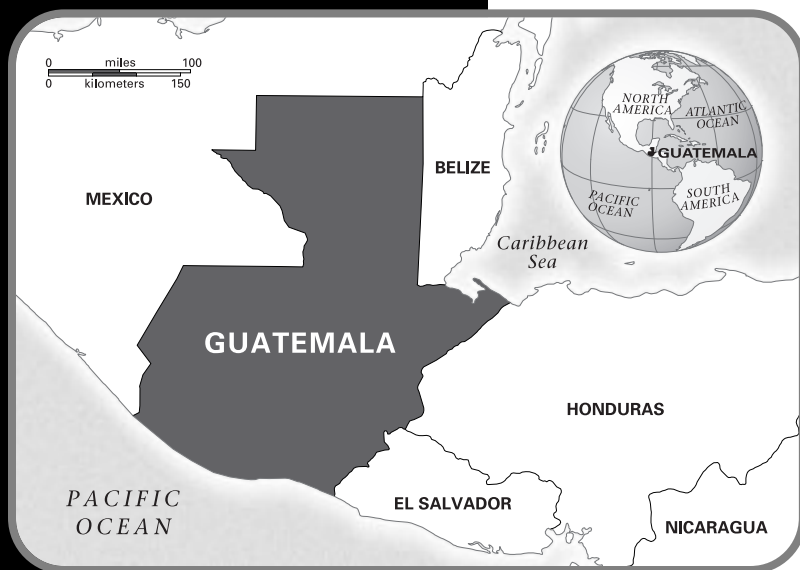 0 miles 100
0 kilometers 150
MEXICO
BELIZE
Caribbean
Sea
GUATEMALA
HONDURAS
EL SALVADOR
NICARAGUA
PACIFIC
OCEAN
NORTH
AMERICA
ATLANTIC
OCEAN
GUATEMALA
PACIFIC
OCEAN
SOUTH
AMERICA